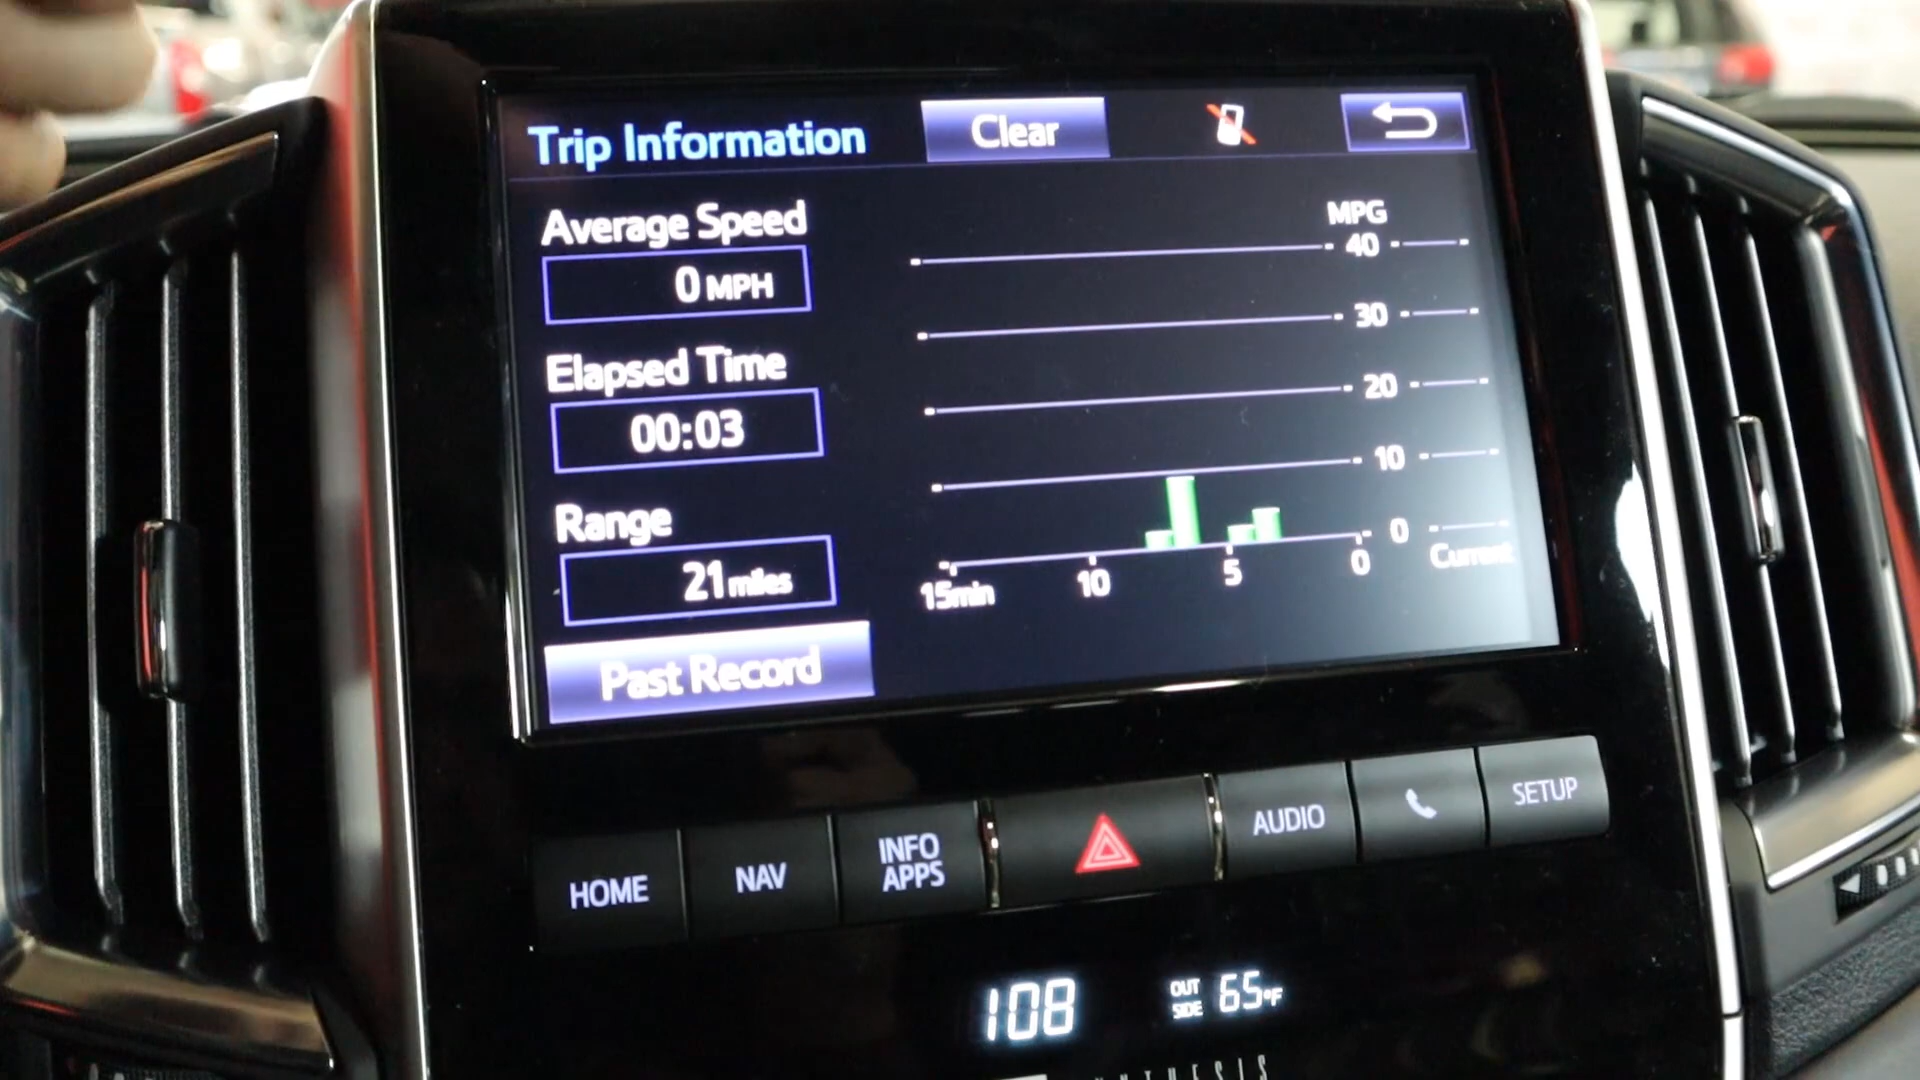 Trip Information
Clear
Average Speed
0 MPH
Elapsed Time
00:03
Range
21 miles
Past Record
MPG
40
30
20
10
0
Current
15min
10
5
0
HOME
NAV
INFO
APPS
AUDIO
SETUP
108
OUT
SIDE
65°F